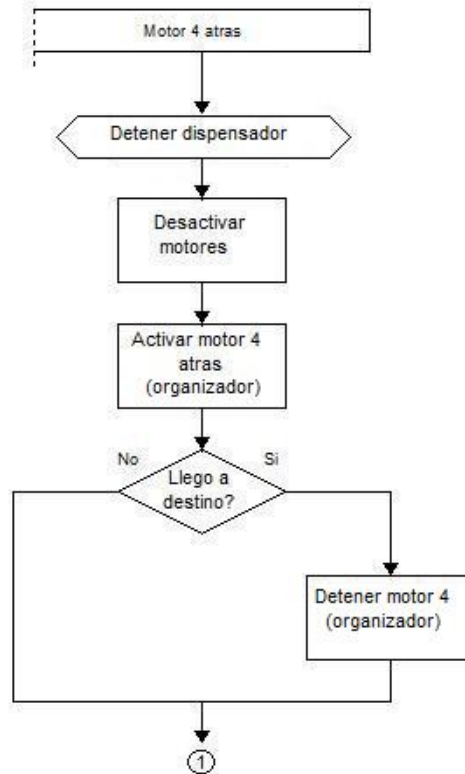 Motor 4 atras
Detener dispensador
Desactivar
motores
Activar motor 4
atras
(organizador)
No
Si
Llego a
destino?
Detener motor 4
(organizador)
1